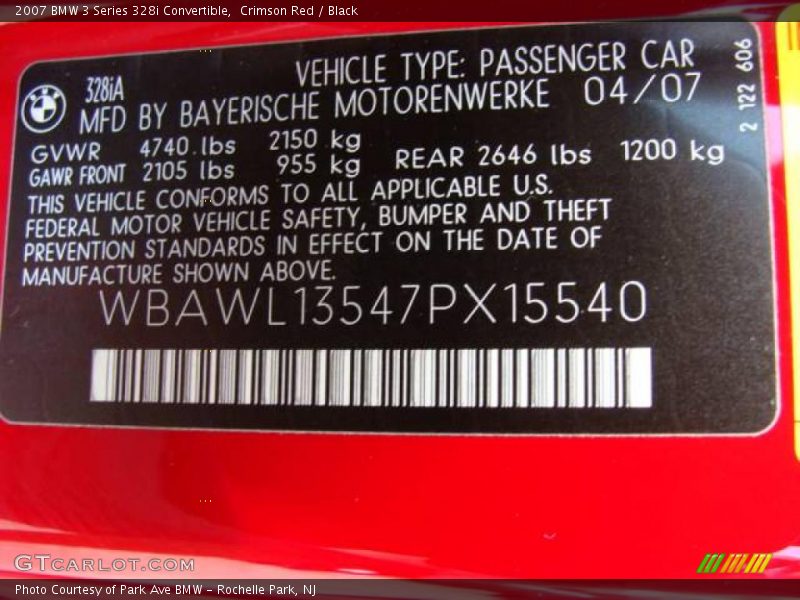 2007 BMW 3 Series 328i Convertible,  Crimson Red / Black
328iA
VEHICLE TYPE: PASSENGER CAR
MFD BY BAYERISCHE MOTORENWERKE 04/07
GVWR 4740 lbs 2150 kg
GAWR FRONT 2105 lbs 955 kg REAR 2646 lbs 1200 kg
THIS VEHICLE CONFORMS TO ALL APPLICABLE U.S.
FEDERAL MOTOR VEHICLE SAFETY, BUMPER AND THEFT
PREVENTION STANDARDS IN EFFECT ON THE DATE OF
MANUFACTURE SHOWN ABOVE.
WBAWL13547PX15540
2 122 606
BMW
GTCARLOT.COM
Photo Courtesy of Park Ave BMW - Rochelle Park, NJ